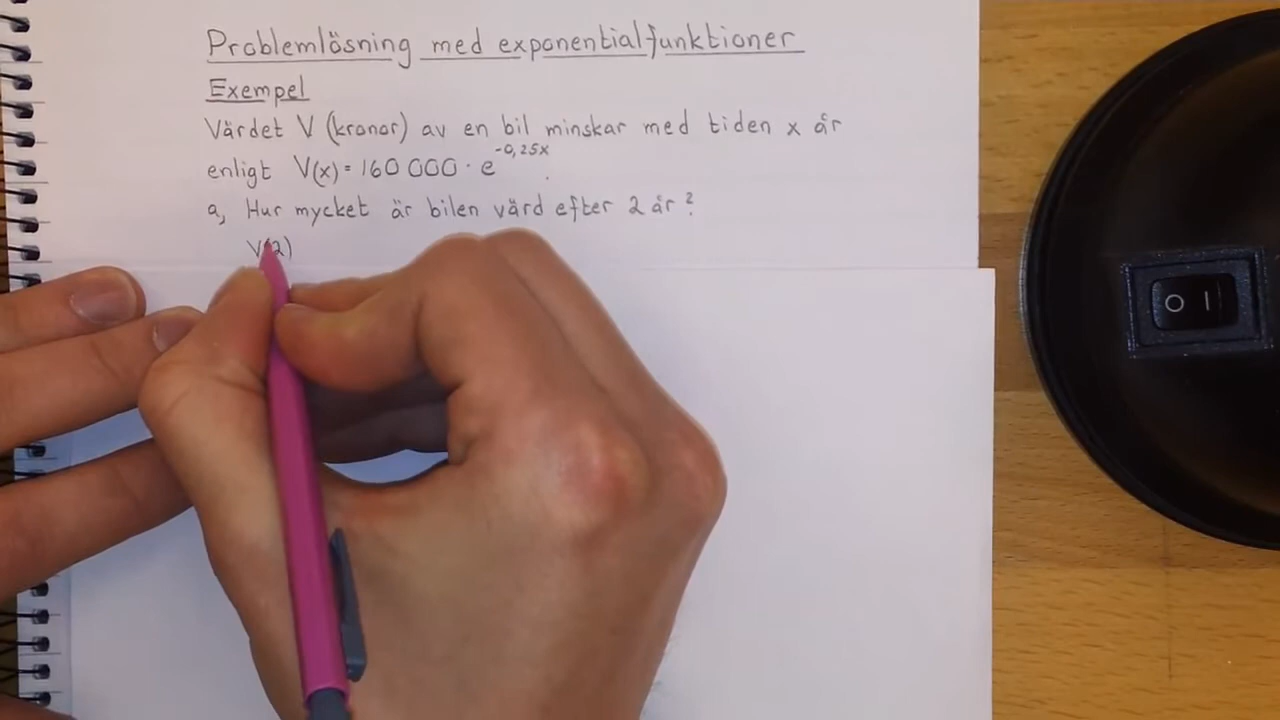 Problemlösning med exponentialfunktioner
Exempel
Värdet V (kronor) av en bil minskar med tiden x år
enligt V(x) = 160 000 · e^-0,25x
a, Hur mycket är bilen värd efter 2 år?
V(2)
O I